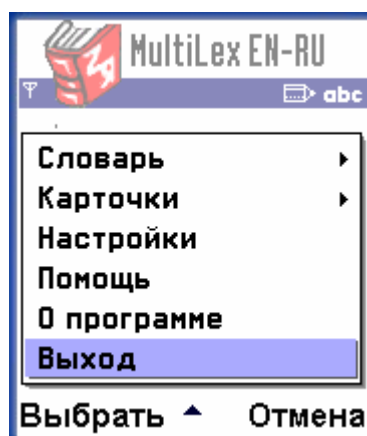 MultiLex EN-RU
abc
Словарь
Карточки
Настройки
Помощь
О программе
Выход
Выбрать Отмена